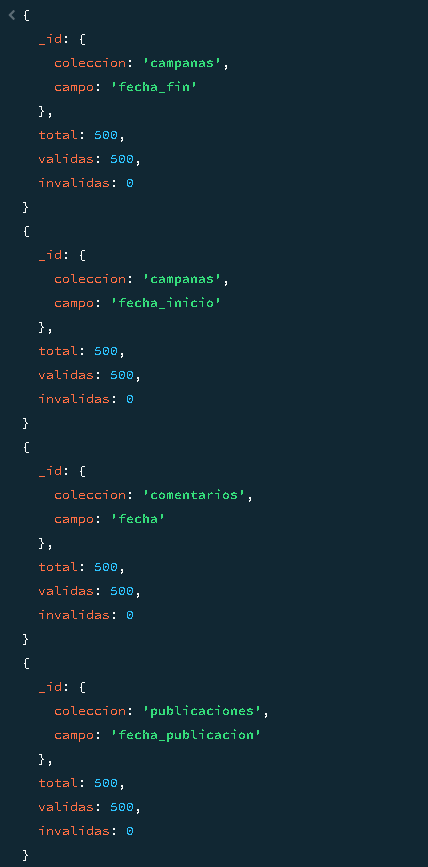 < {
_id: {
coleccion: 'campanas',
campo: 'fecha_fin'
},
total: 500,
validas: 500,
invalidas: 0
}
{
_id: {
coleccion: 'campanas',
campo: 'fecha_inicio'
},
total: 500,
validas: 500,
invalidas: 0
}
{
_id: {
coleccion: 'comentarios',
campo: 'fecha'
},
total: 500,
validas: 500,
invalidas: 0
}
{
_id: {
coleccion: 'publicaciones',
campo: 'fecha_publicacion'
},
total: 500,
validas: 500,
invalidas: 0
}